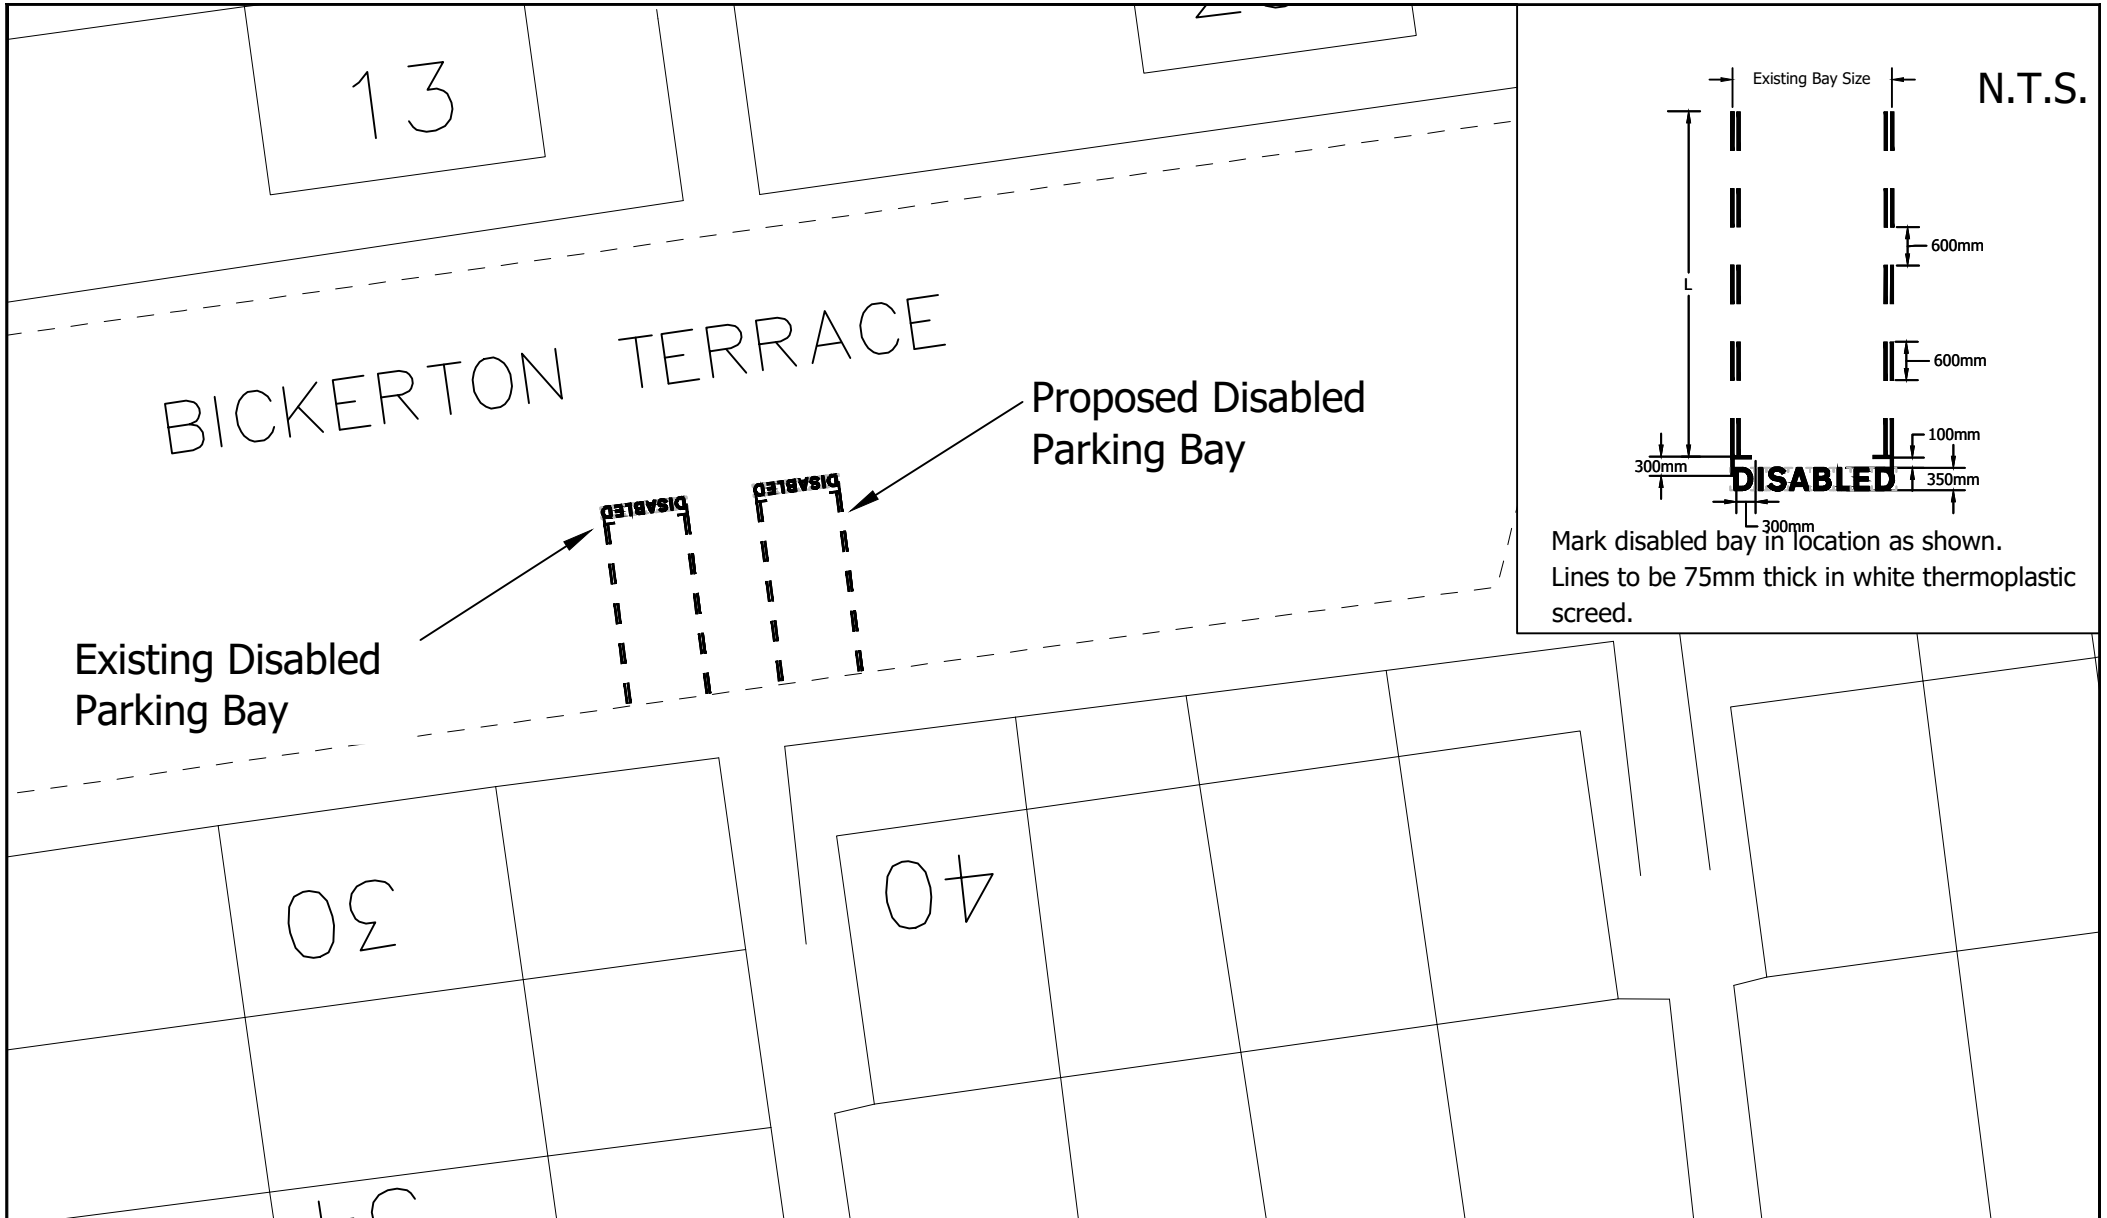 13
BICKERTON TERRACE
Proposed Disabled
Parking Bay
DISABLED
DISABLED
Existing Disabled
Parking Bay
30
40
Existing Bay Size
N.T.S.
600mm
L
600mm
100mm
300mm
DISABLED
350mm
300mm
Mark disabled bay in location as shown.
Lines to be 75mm thick in white thermoplastic
screed.